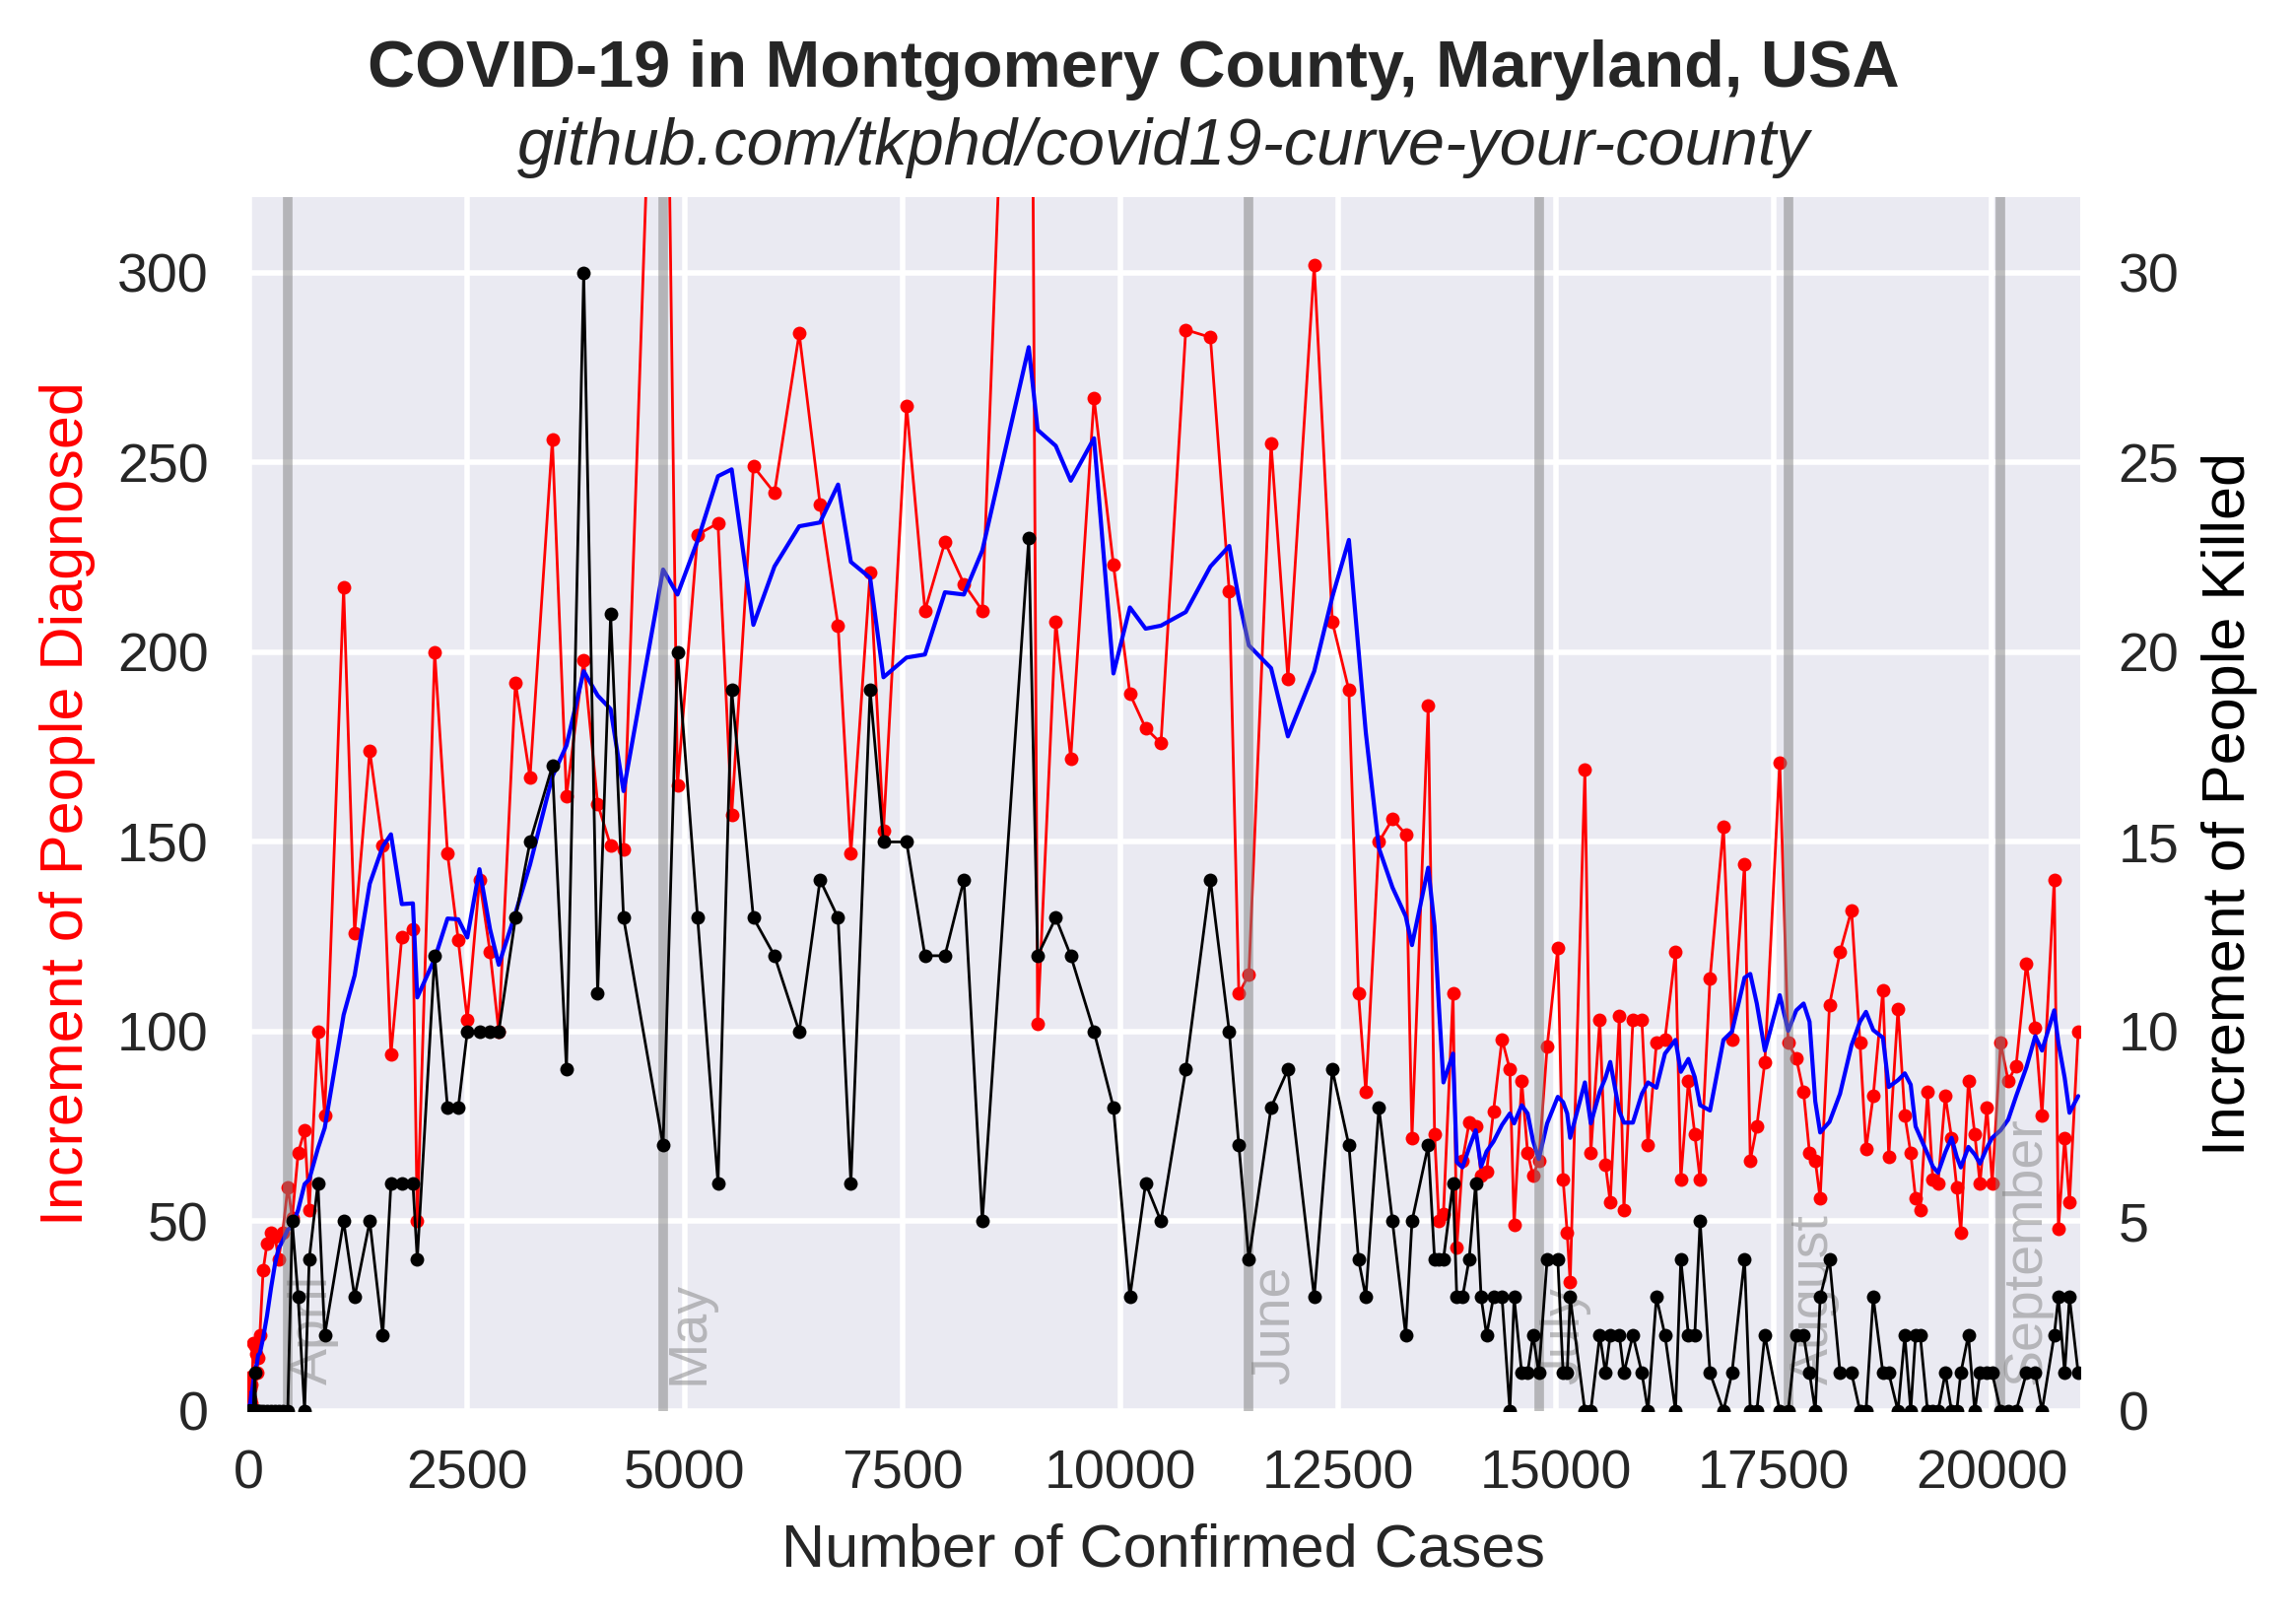 COVID-19 in Montgomery County, Maryland, USA
github.com/tkphd/covid19-curve-your-county
Increment of People Diagnosed
300
250
200
150
100
50
0
30
25
20
15
10
5
0
Increment of People Killed
April
May
June
July
August
September
0 2500 5000 7500 10000 12500 15000 17500 20000
Number of Confirmed Cases